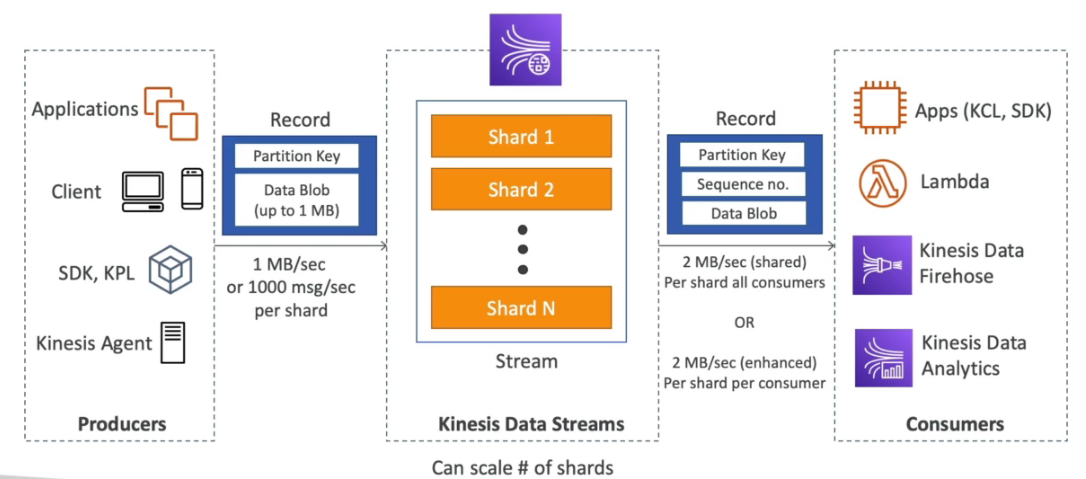 Applications
Client
SDK, KPL
Kinesis Agent
Producers
Record
Partition Key
Data Blob
(up to 1 MB)
1 MB/sec
or 1000 msg/sec
per shard
Shard 1
Shard 2
Shard N
Stream
Kinesis Data Streams
Can scale # of shards
Record
Partition Key
Sequence no.
Data Blob
2 MB/sec (shared)
Per shard all consumers
OR
2 MB/sec (enhanced)
Per shard per consumer
Apps (KCL, SDK)
Lambda
Kinesis Data
Firehose
Kinesis Data
Analytics
Consumers